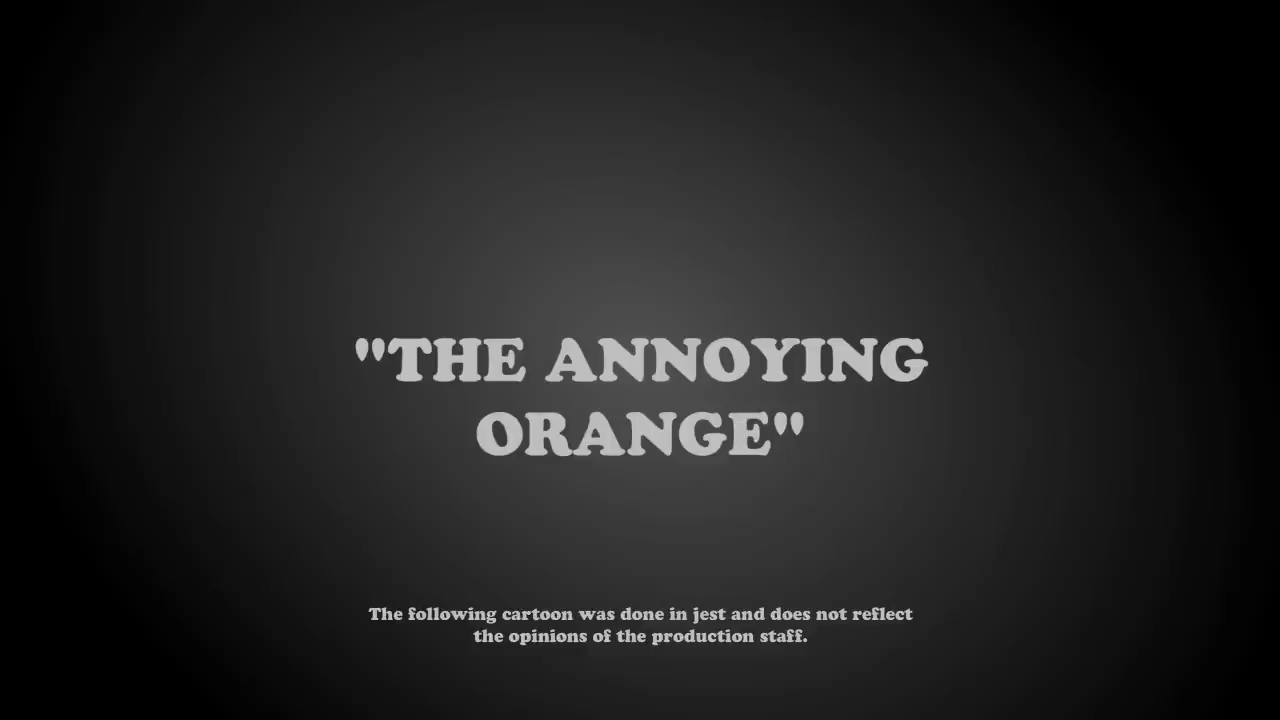 "THE ANNOYING
ORANGE"
The following cartoon was done in jest and does not reflect
the opinions of the production staff.